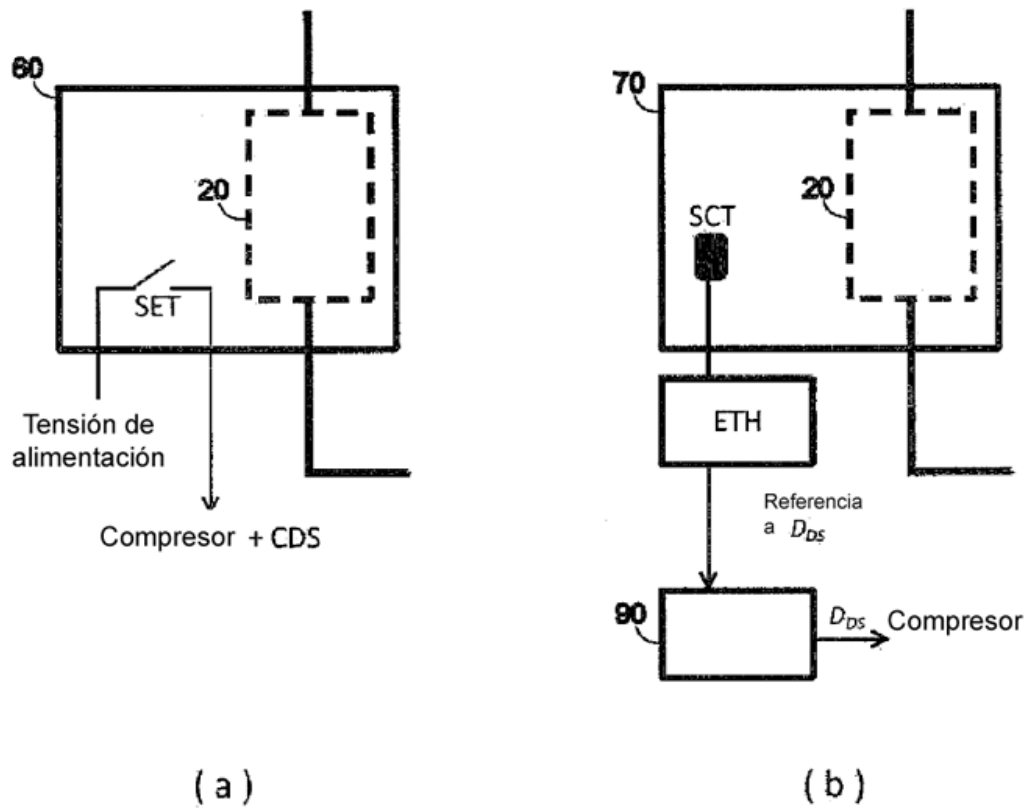 60
20
SET
Tensión de
alimentación
Compresor + CDS
( a )
70
20
SCT
ETH
Referencia
a D_DS
90
D_DS
Compresor
( b )